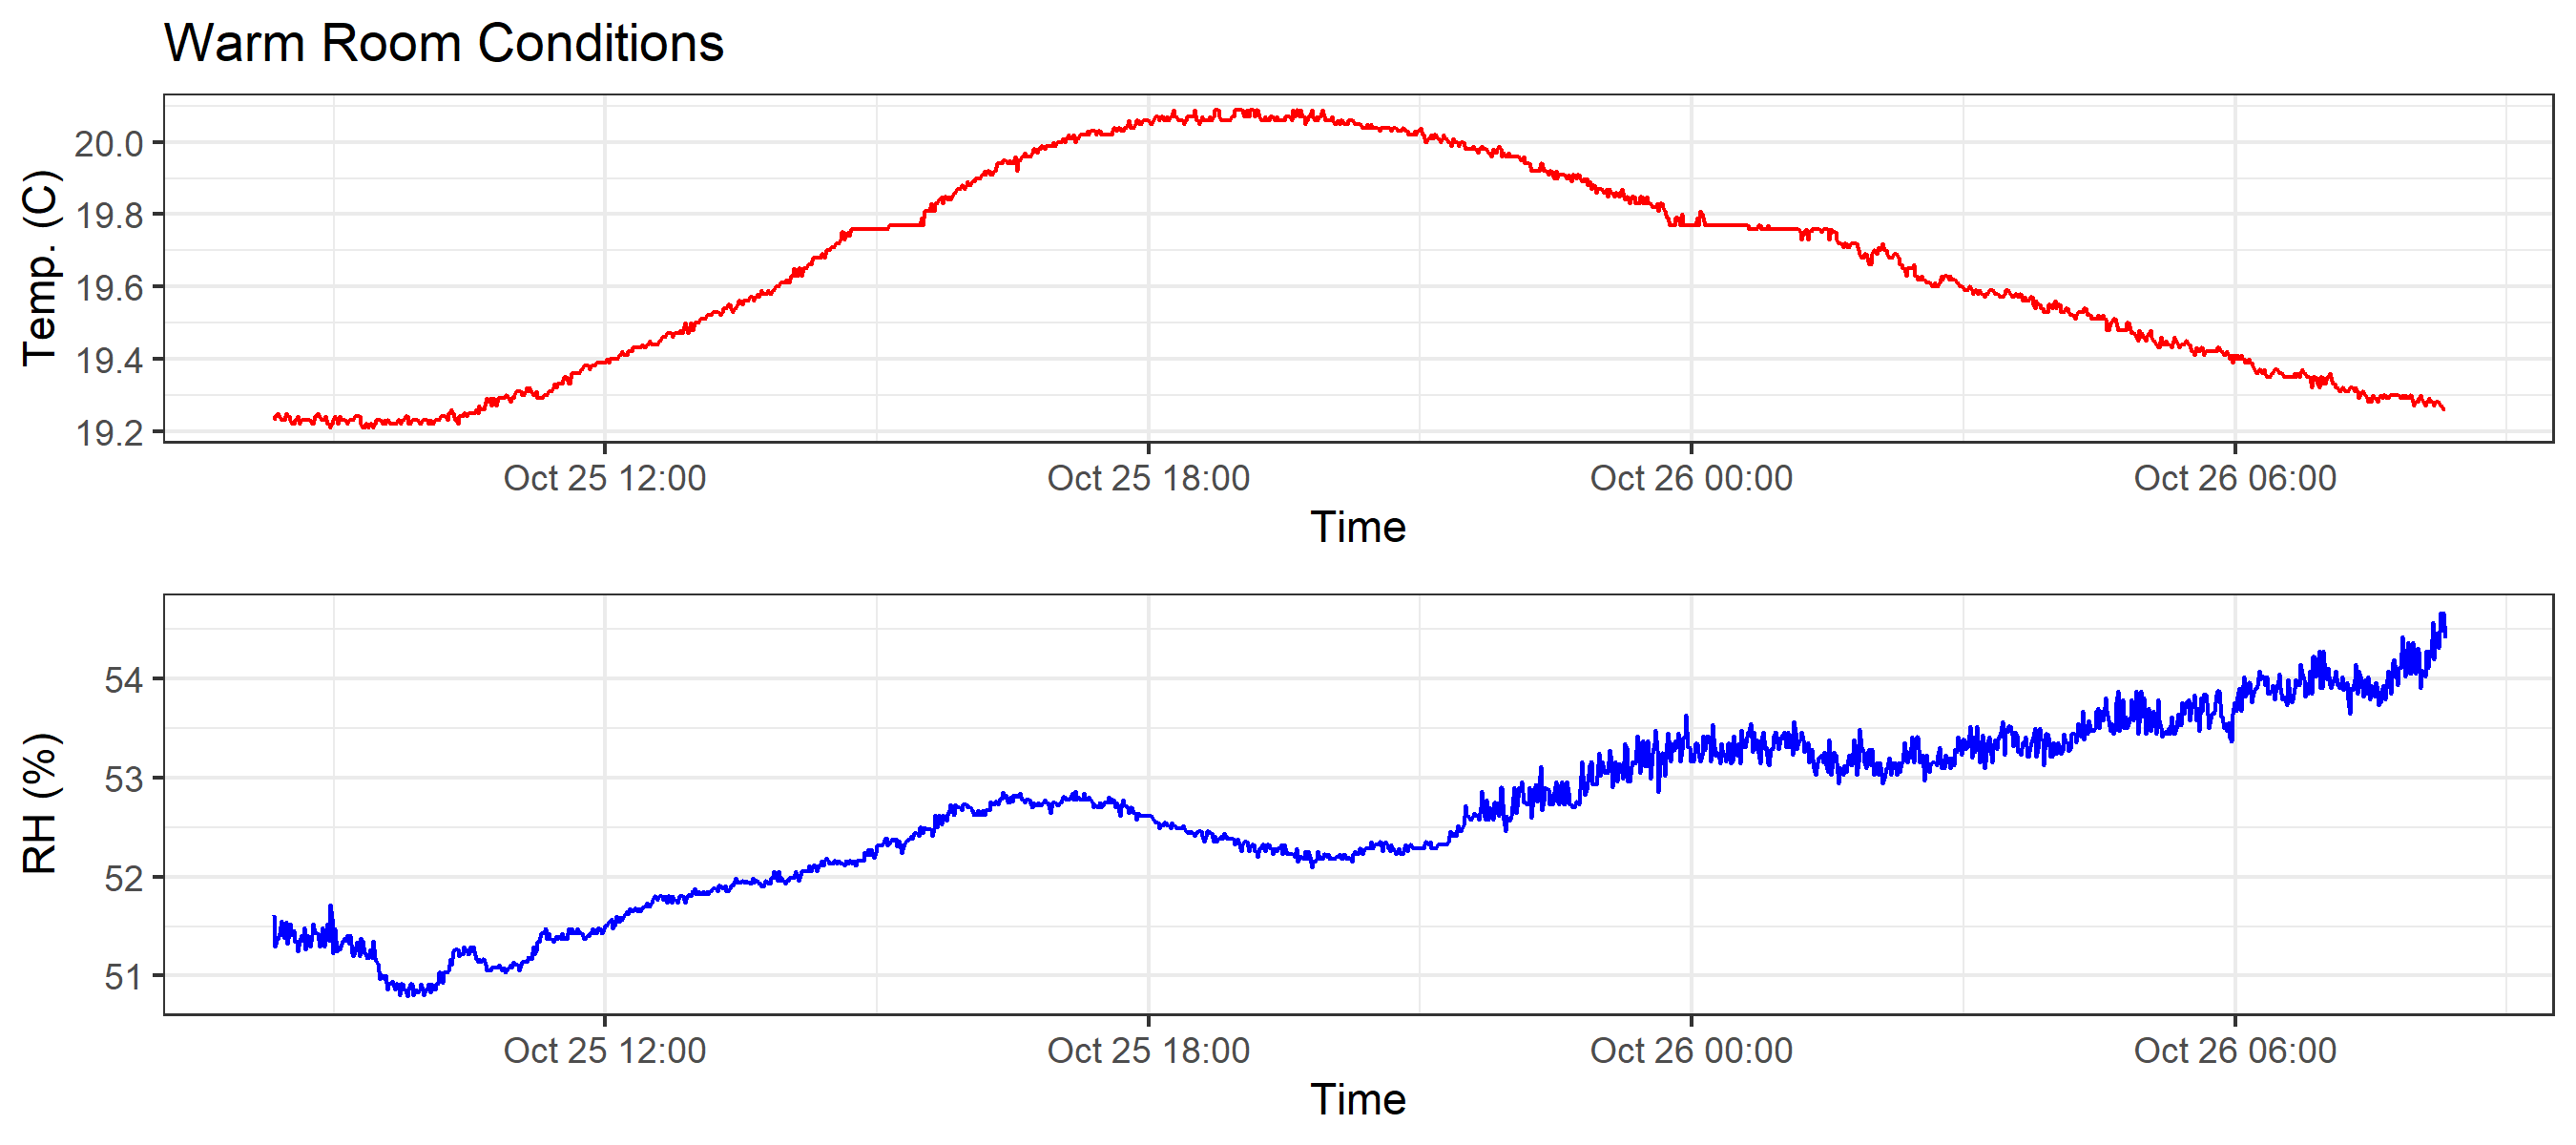 Warm Room Conditions
Temp. (C)
20.0
19.8
19.6
19.4
19.2
Oct 25 12:00 Oct 25 18:00 Oct 26 00:00 Oct 26 06:00
Time
RH (%)
54
53
52
51
Oct 25 12:00 Oct 25 18:00 Oct 26 00:00 Oct 26 06:00
Time